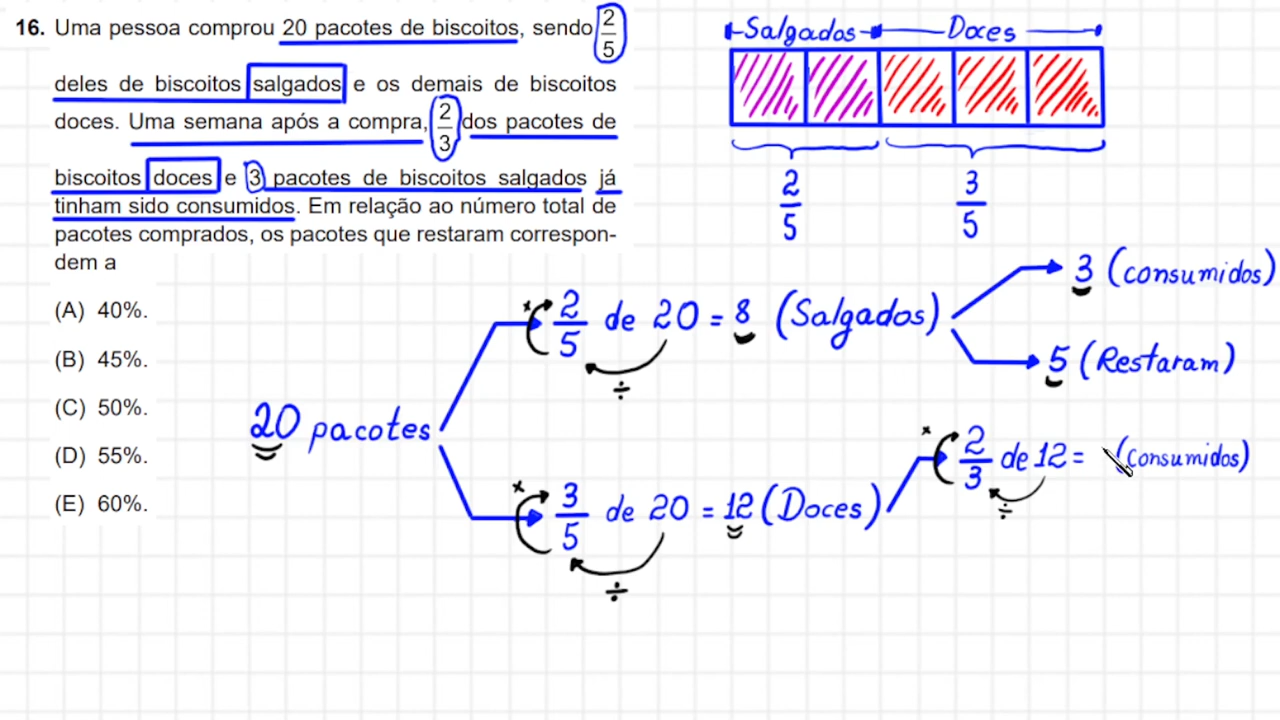 16. Uma pessoa comprou 20 pacotes de biscoitos, sendo 2/5
deles de biscoitos salgados e os demais de biscoitos
doces. Uma semana após a compra, 2/3 dos pacotes de
biscoitos doces e 3 pacotes de biscoitos salgados já
tinham sido consumidos. Em relação ao número total de
pacotes comprados, os pacotes que restaram correspon-
dem a
(A) 40%.
(B) 45%.
(C) 50%.
(D) 55%.
(E) 60%.
Salgados Doces
2/5 3/5
20 pacotes
× 2/5 de 20 = 8 (Salgados)
÷
3 (consumidos)
5 (Restaram)
× 3/5 de 20 = 12 (Doces)
÷
× 2/3 de 12 = (consumidos)
÷